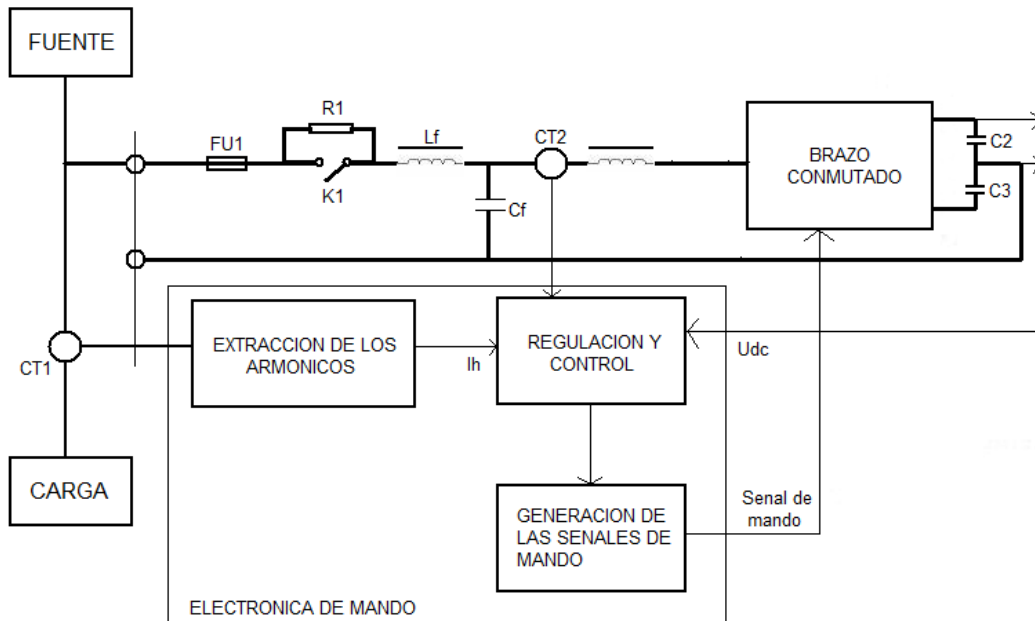 FUENTE
R1
FU1
K1
Lf
CT2
Cf
BRAZO
CONMUTADO
C2
C3
CT1
EXTRACCION DE LOS
ARMONICOS
Ih
REGULACION Y
CONTROL
Udc
CARGA
GENERACION DE
LAS SENALES DE
MANDO
Senal de
mando
ELECTRONICA DE MANDO